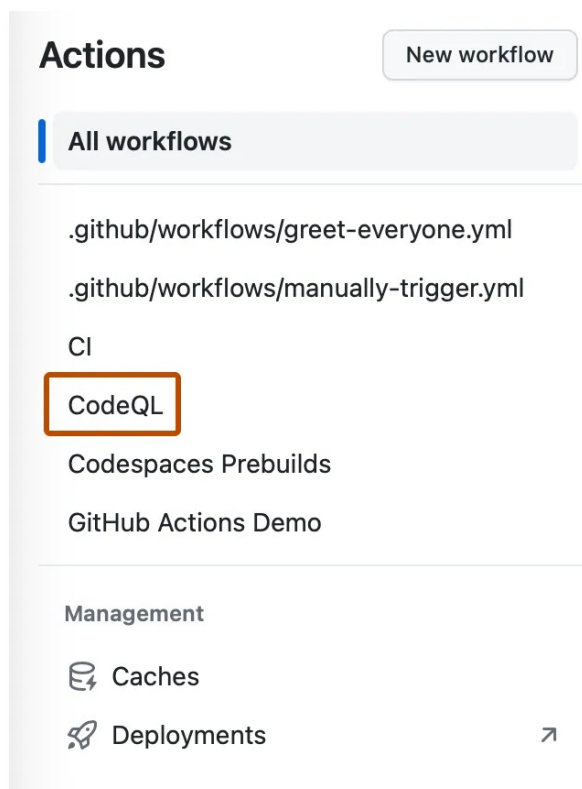 Actions
New workflow
All workflows
.github/workflows/greet-everyone.yml
.github/workflows/manually-trigger.yml
CI
CodeQL
Codespaces Prebuilds
GitHub Actions Demo
Management
Caches
Deployments